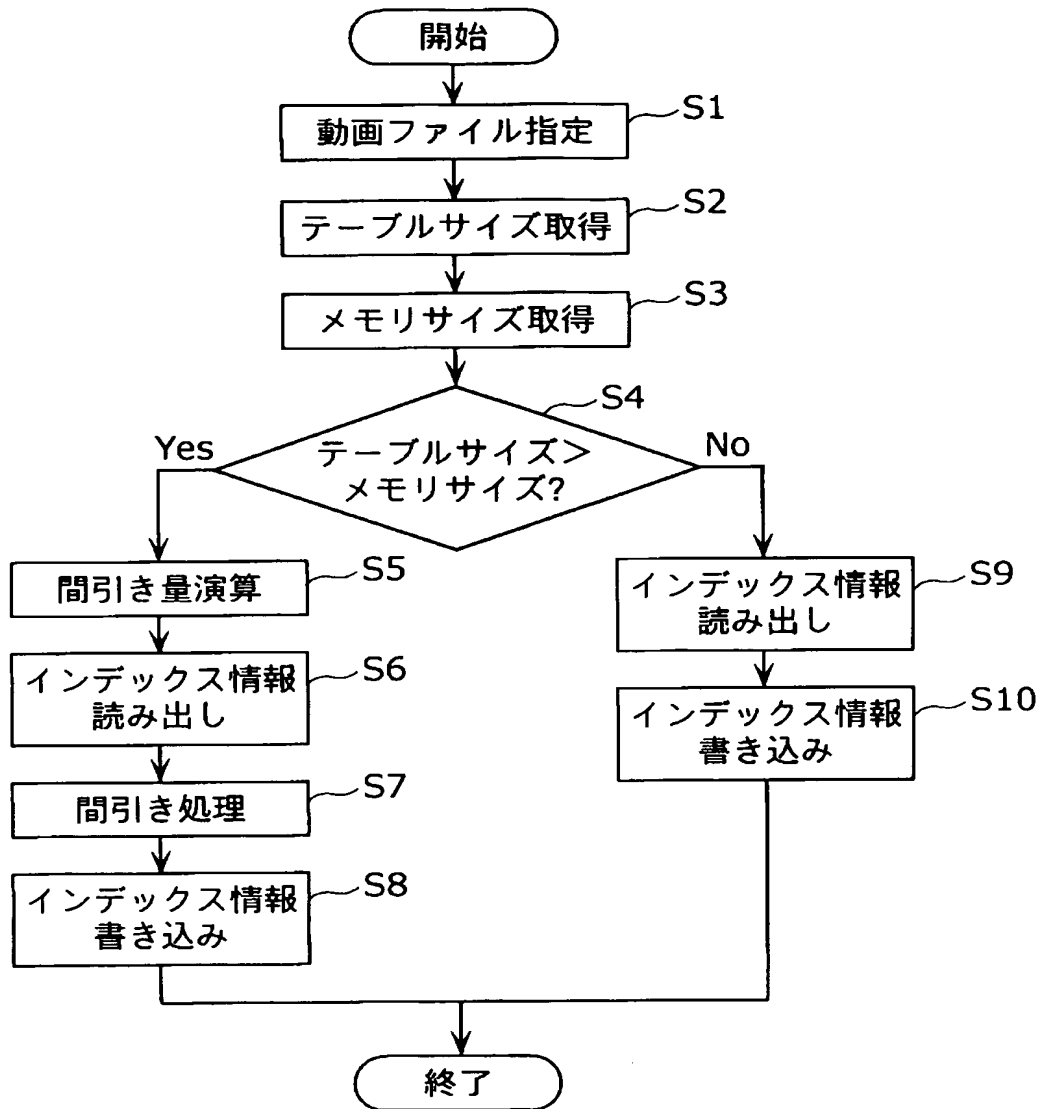 開始
動画ファイル指定
S1
テーブルサイズ取得
S2
メモリサイズ取得
S3
S4
テーブルサイズ＞
メモリサイズ?
Yes
No
間引き量演算
S5
インデックス情報
読み出し
S6
間引き処理
S7
インデックス情報
書き込み
S8
インデックス情報
読み出し
S9
インデックス情報
書き込み
S10
終了